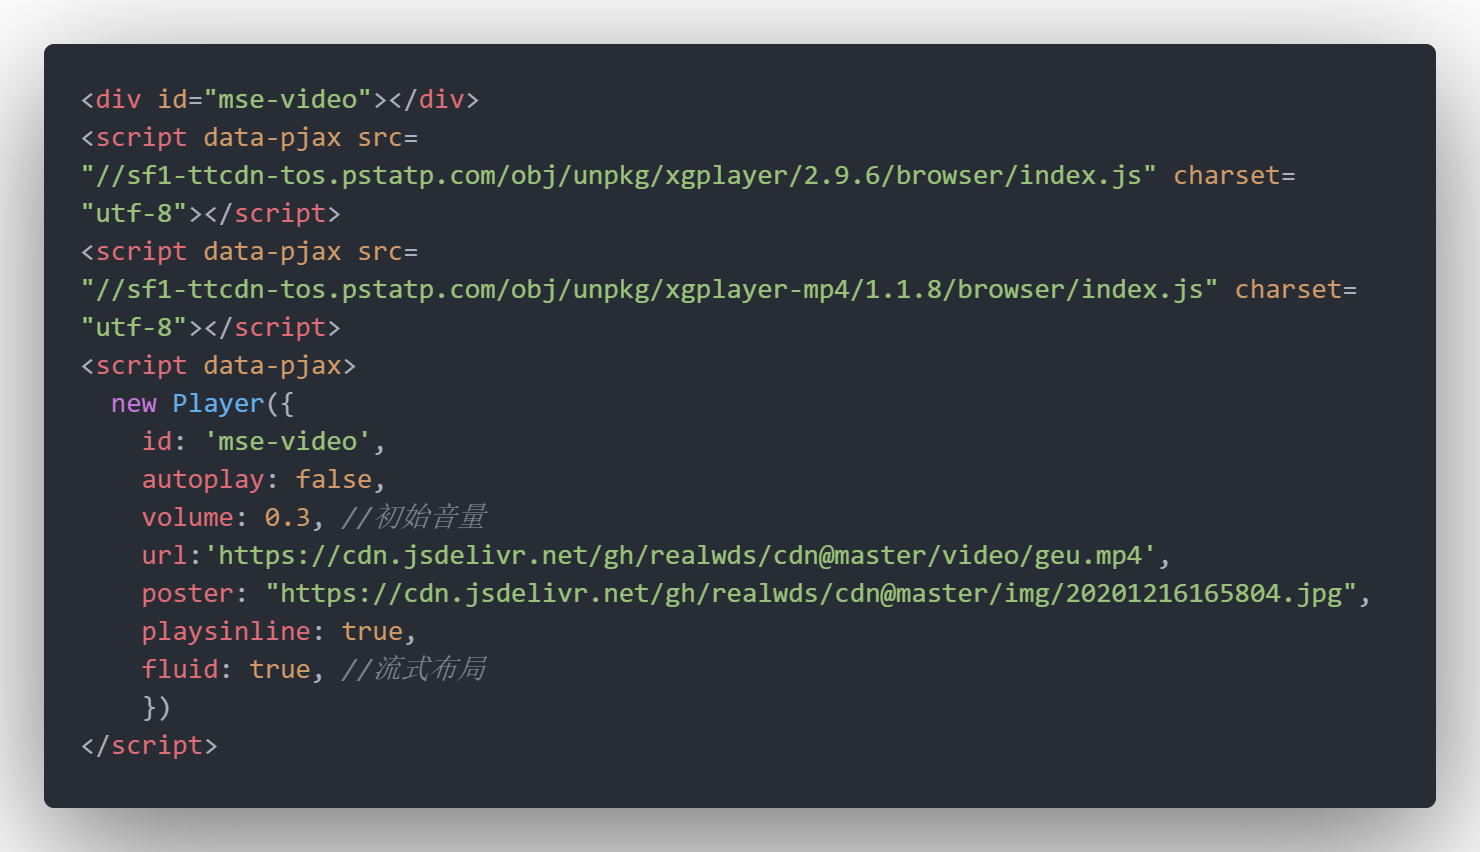 <div id="mse-video"></div>
<script data-pjax src=
"//sf1-ttcdn-tos.pstatp.com/obj/unpkg/xgplayer/2.9.6/browser/index.js" charset=
"utf-8"></script>
<script data-pjax src=
"//sf1-ttcdn-tos.pstatp.com/obj/unpkg/xgplayer-mp4/1.1.8/browser/index.js" charset=
"utf-8"></script>
<script data-pjax>
  new Player({
    id: 'mse-video',
    autoplay: false,
    volume: 0.3, //初始音量
    url:'https://cdn.jsdelivr.net/gh/realwds/cdn@master/video/geu.mp4',
    poster: "https://cdn.jsdelivr.net/gh/realwds/cdn@master/img/20201216165804.jpg",
    playsinline: true,
    fluid: true, //流式布局
    })
</script>